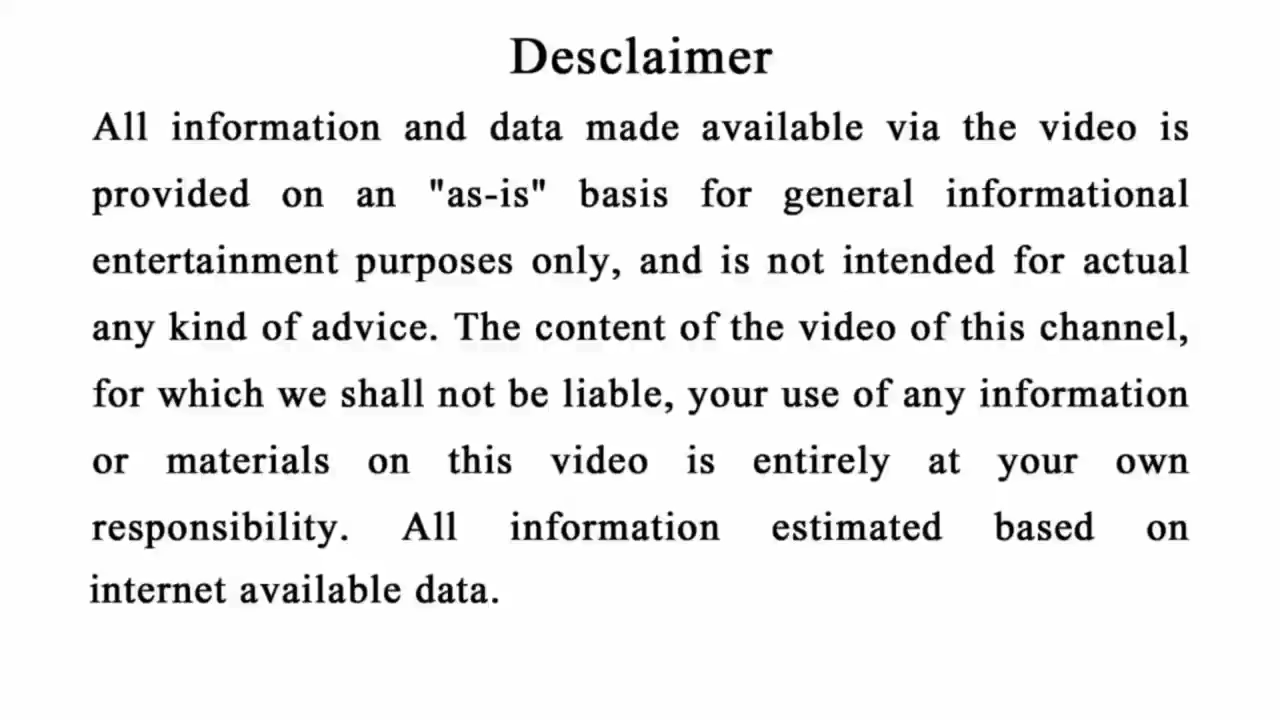 Desclaimer
All information and data made available via the video is
provided on an "as-is" basis for general informational
entertainment purposes only, and is not intended for actual
any kind of advice. The content of the video of this channel,
for which we shall not be liable, your use of any information
or materials on this video is entirely at your own
responsibility. All information estimated based on
internet available data.